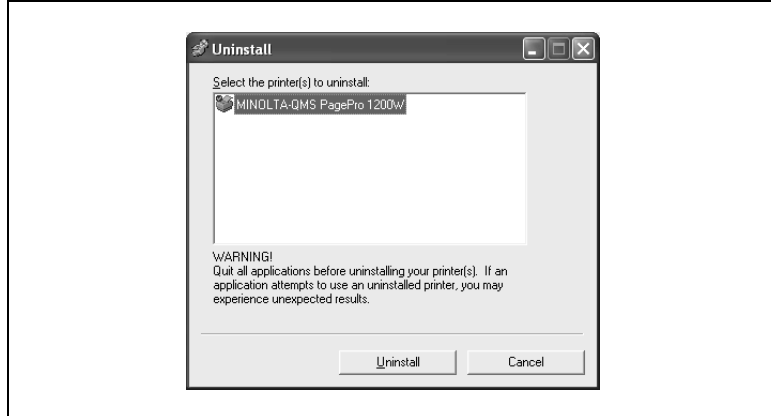 Uninstall
Select the printer(s) to uninstall:
MINOLTA-QMS PagePro 1200W
WARNING!
Quit all applications before uninstalling your printer(s). If an
application attempts to use an uninstalled printer, you may
experience unexpected results.
Uninstall Cancel